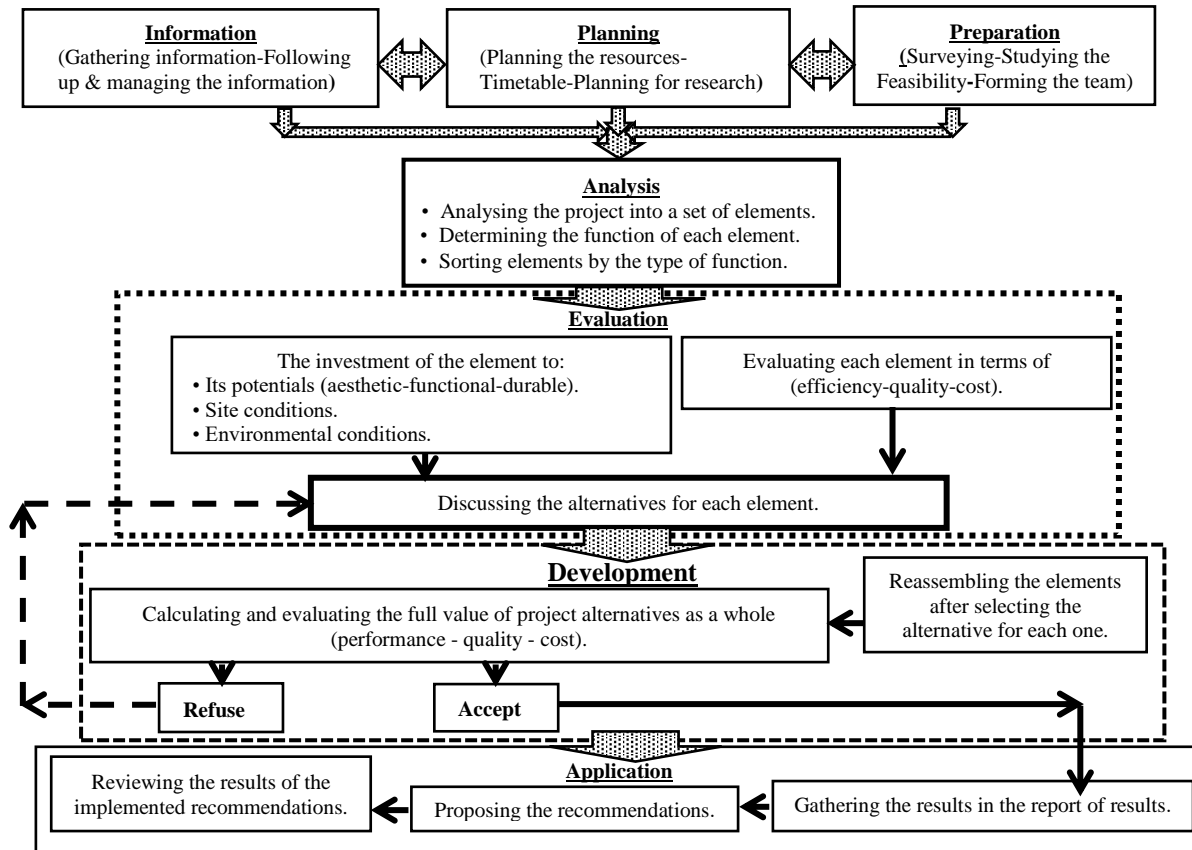 Information
(Gathering information-Following
up & managing the information)
Planning
(Planning the resources-
Timetable-Planning for research)
Preparation
(Surveying-Studying the
Feasibility-Forming the team)
Analysis
• Analysing the project into a set of elements.
• Determining the function of each element.
• Sorting elements by the type of function.
Evaluation
The investment of the element to:
• Its potentials (aesthetic-functional-durable).
• Site conditions.
• Environmental conditions.
Evaluating each element in terms of
(efficiency-quality-cost).
Discussing the alternatives for each element.
Development
Calculating and evaluating the full value of project alternatives as a whole
(performance - quality - cost).
Reassembling the elements
after selecting the
alternative for each one.
Refuse
Accept
Application
Reviewing the results of the
implemented recommendations.
Proposing the recommendations.
Gathering the results in the report of results.